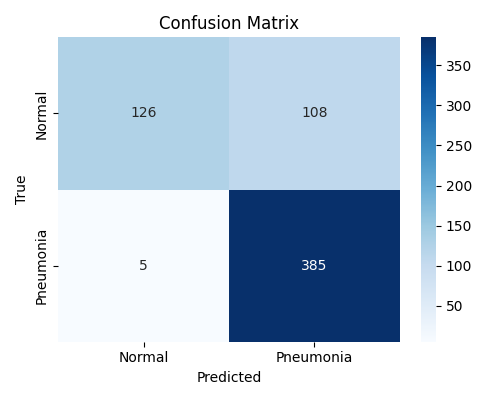 Confusion Matrix
True
Normal
126
108
Pneumonia
5
385
Normal
Pneumonia
Predicted
350
300
250
200
150
100
50